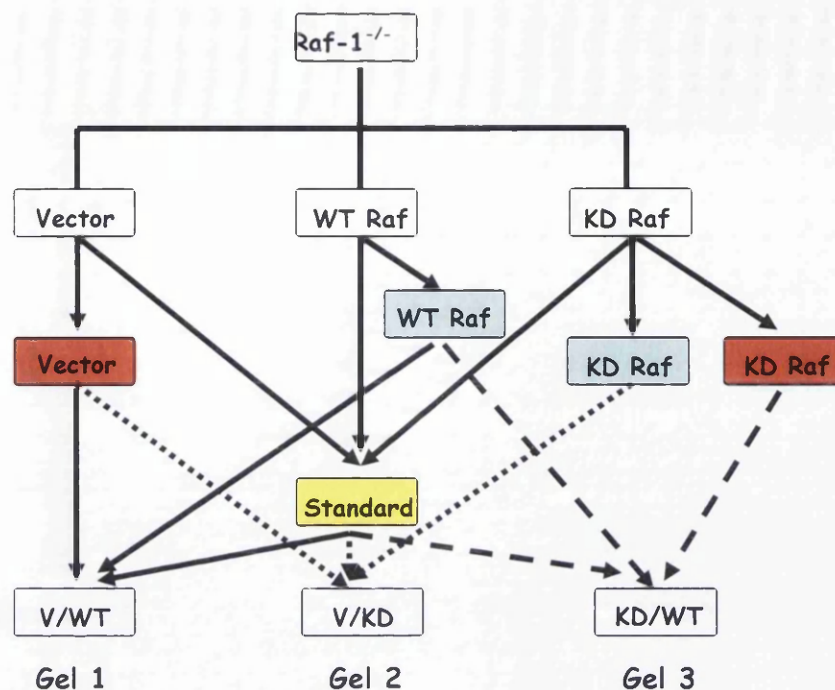 Raf-1-/-
Vector
WT Raf
KD Raf
WT Raf
Vector
KD Raf
KD Raf
Standard
V/WT
V/KD
KD/WT
Gel 1
Gel 2
Gel 3